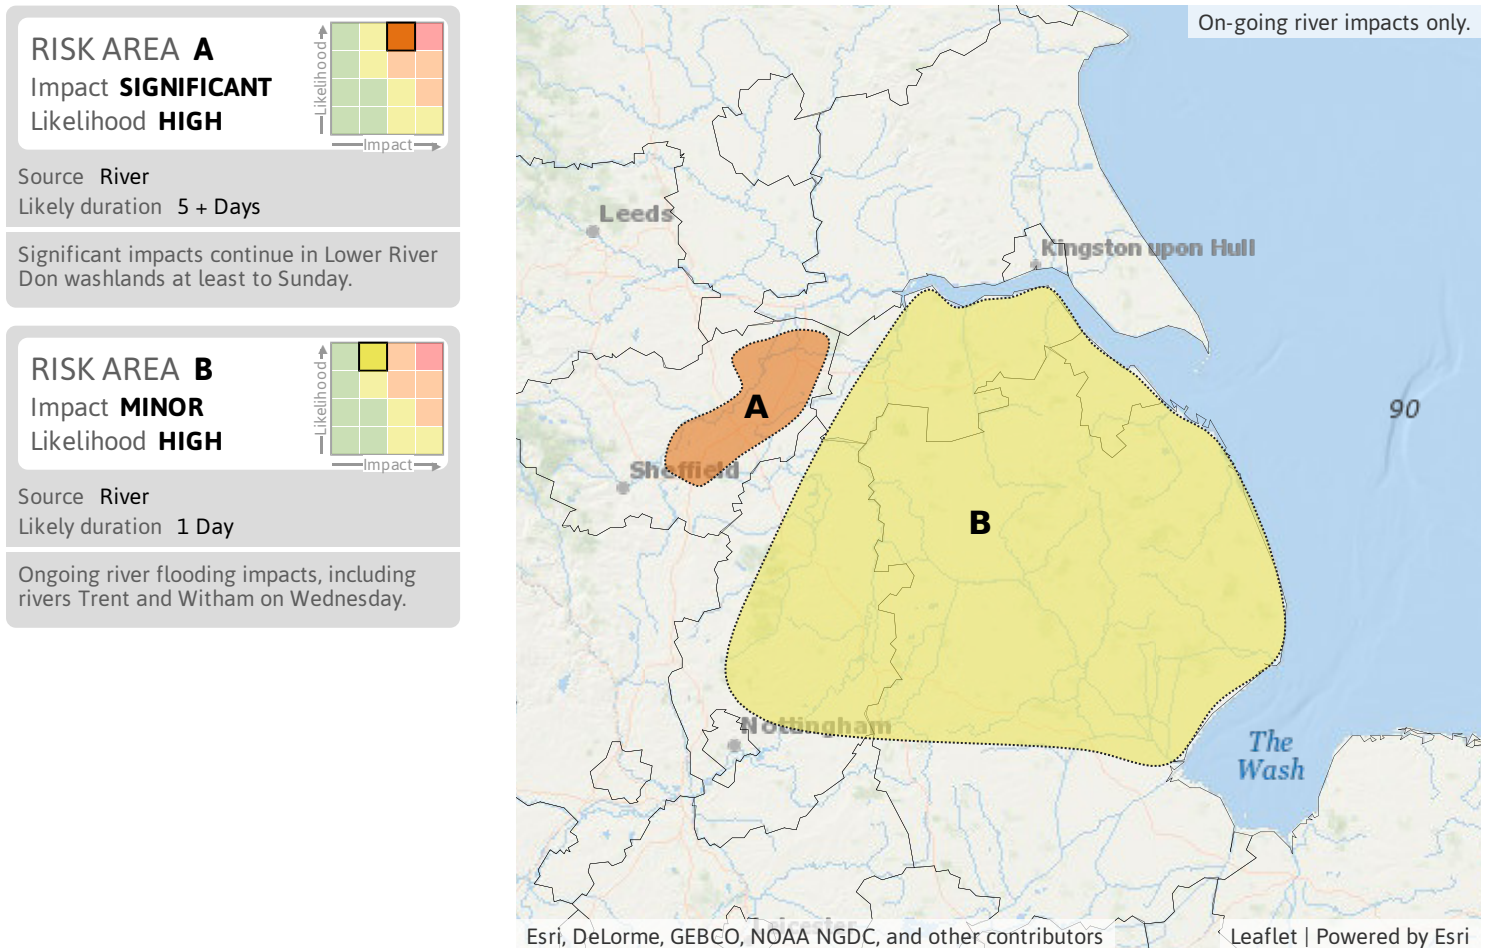 RISK AREA A
Impact SIGNIFICANT
Likelihood HIGH
Likelihood
Impact
Source River
Likely duration 5 + Days
Significant impacts continue in Lower River
Don washlands at least to Sunday.
RISK AREA B
Impact MINOR
Likelihood HIGH
Likelihood
Impact
Source River
Likely duration 1 Day
Ongoing river flooding impacts, including
rivers Trent and Witham on Wednesday.
On-going river impacts only.
Leeds
Kingston upon Hull
A
90
Sheffield
B
Nottingham
The
Wash
Leicester
Esri, DeLorme, GEBCO, NOAA NGDC, and other contributors
Leaflet | Powered by Esri